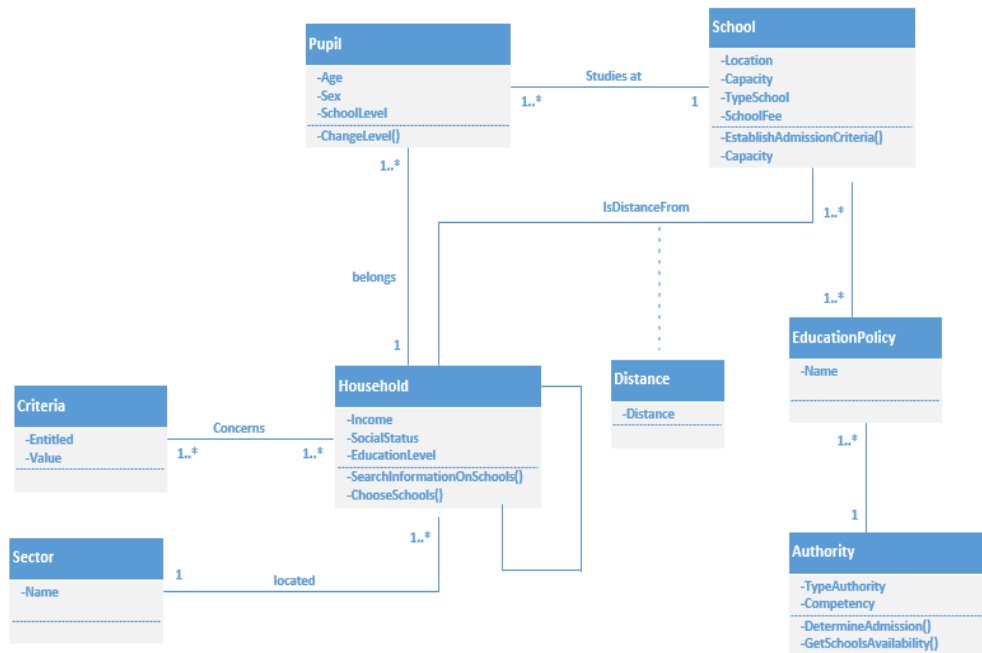 Pupil
-Age
-Sex
-SchoolLevel
-ChangeLevel()
Studies at
1..*
1
School
-Location
-Capacity
-TypeSchool
-SchoolFee
-EstablishAdmissionCriteria()
-Capacity
1..*
IsDistanceFrom
1..*
belongs
1..*
1
EducationPolicy
-Name
Household
-Income
-SocialStatus
-EducationLevel
-SearchInformationOnSchools()
-ChooseSchools()
Distance
-Distance
Criteria
-Entitled
-Value
Concerns
1..*
1..*
1..*
1
1..*
Sector
-Name
1
located
Authority
-TypeAuthority
-Competency
-DetermineAdmission()
-GetSchoolsAvailability()